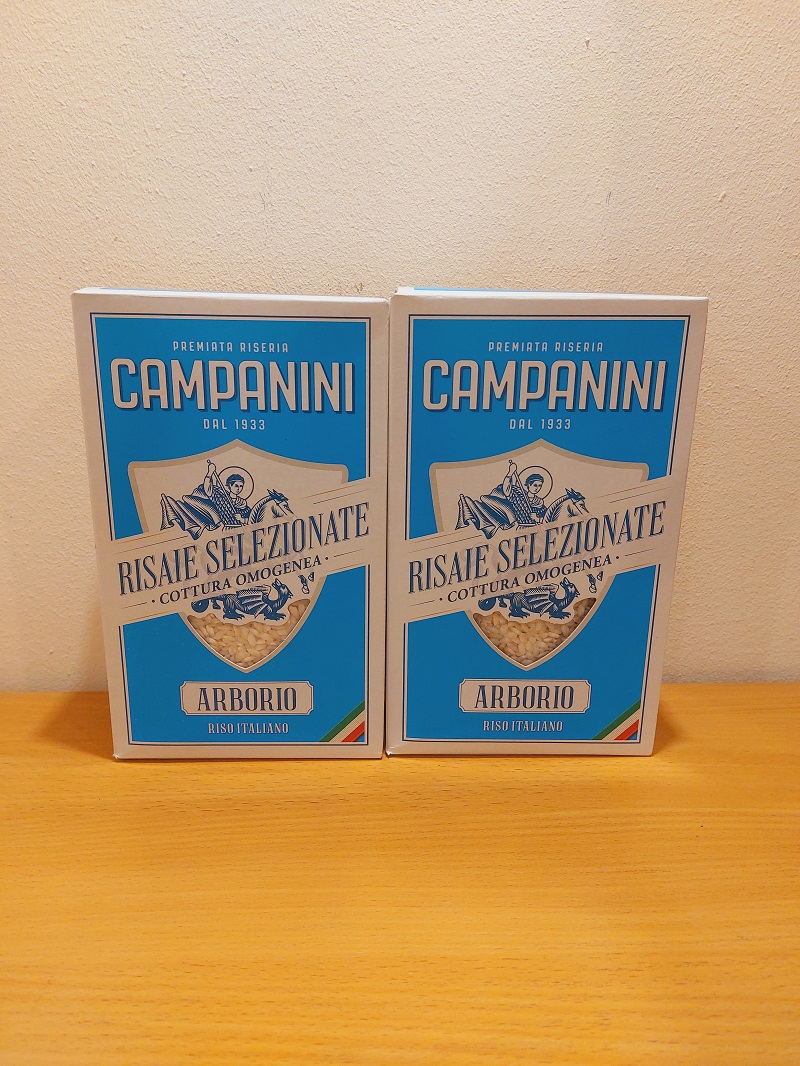 PREMIATA RISERIA
CAMPANINI
DAL 1933
RISAIE SELEZIONATE
· COTTURA OMOGENEA ·
ARBORIO
RISO ITALIANO
PREMIATA RISERIA
CAMPANINI
DAL 1933
RISAIE SELEZIONATE
· COTTURA OMOGENEA ·
ARBORIO
RISO ITALIANO